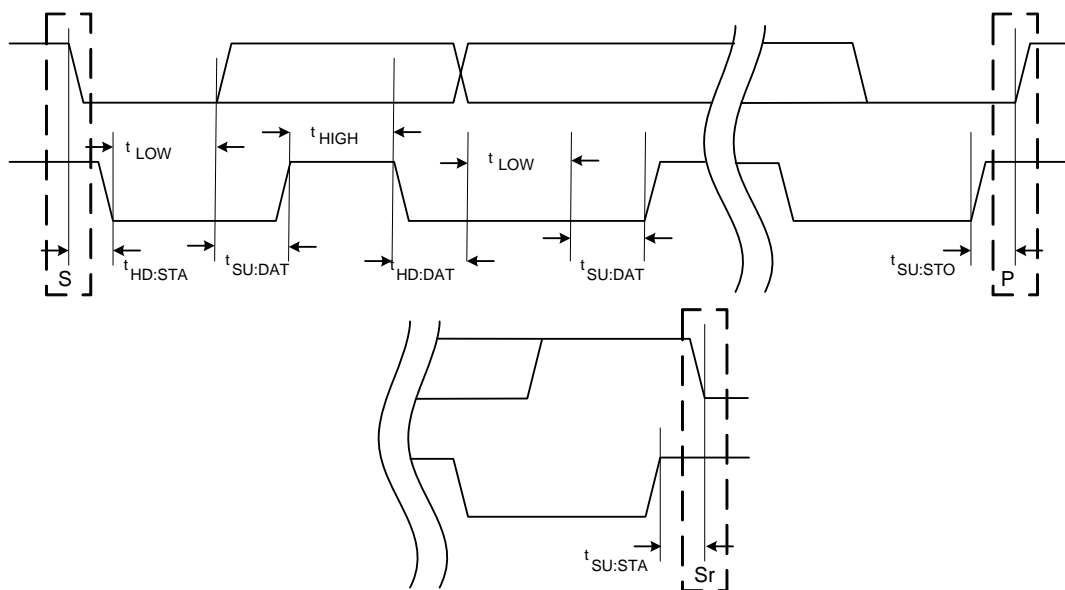 t HIGH
t LOW
t LOW
t HD:STA
t SU:DAT
t HD:DAT
t SU:DAT
t SU:STO
S
P
t SU:STA
Sr